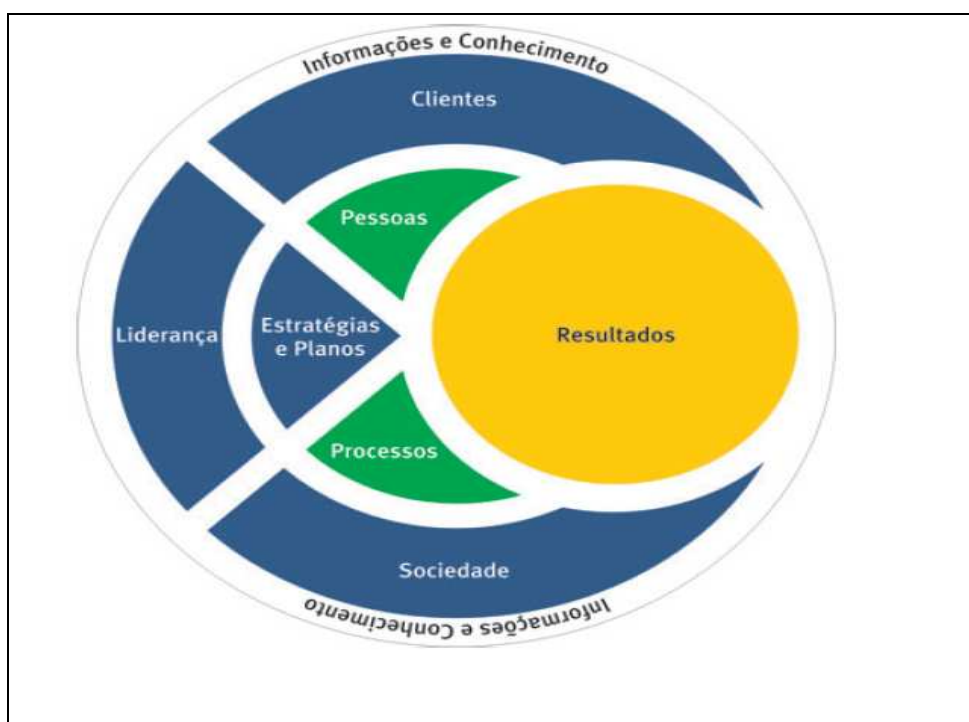 Informações e Conhecimento
Clientes
Pessoas
Liderança
Estratégias
e Planos
Resultados
Processos
Sociedade
Informações e Conhecimento